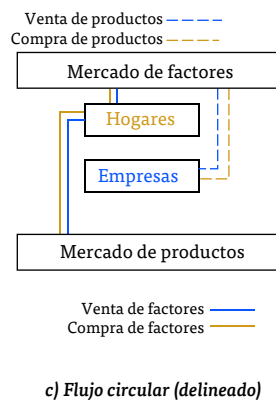 Venta de productos
Compra de productos
Mercado de factores
Hogares
Empresas
Mercado de productos
Venta de factores
Compra de factores
c) Flujo circular (delineado)